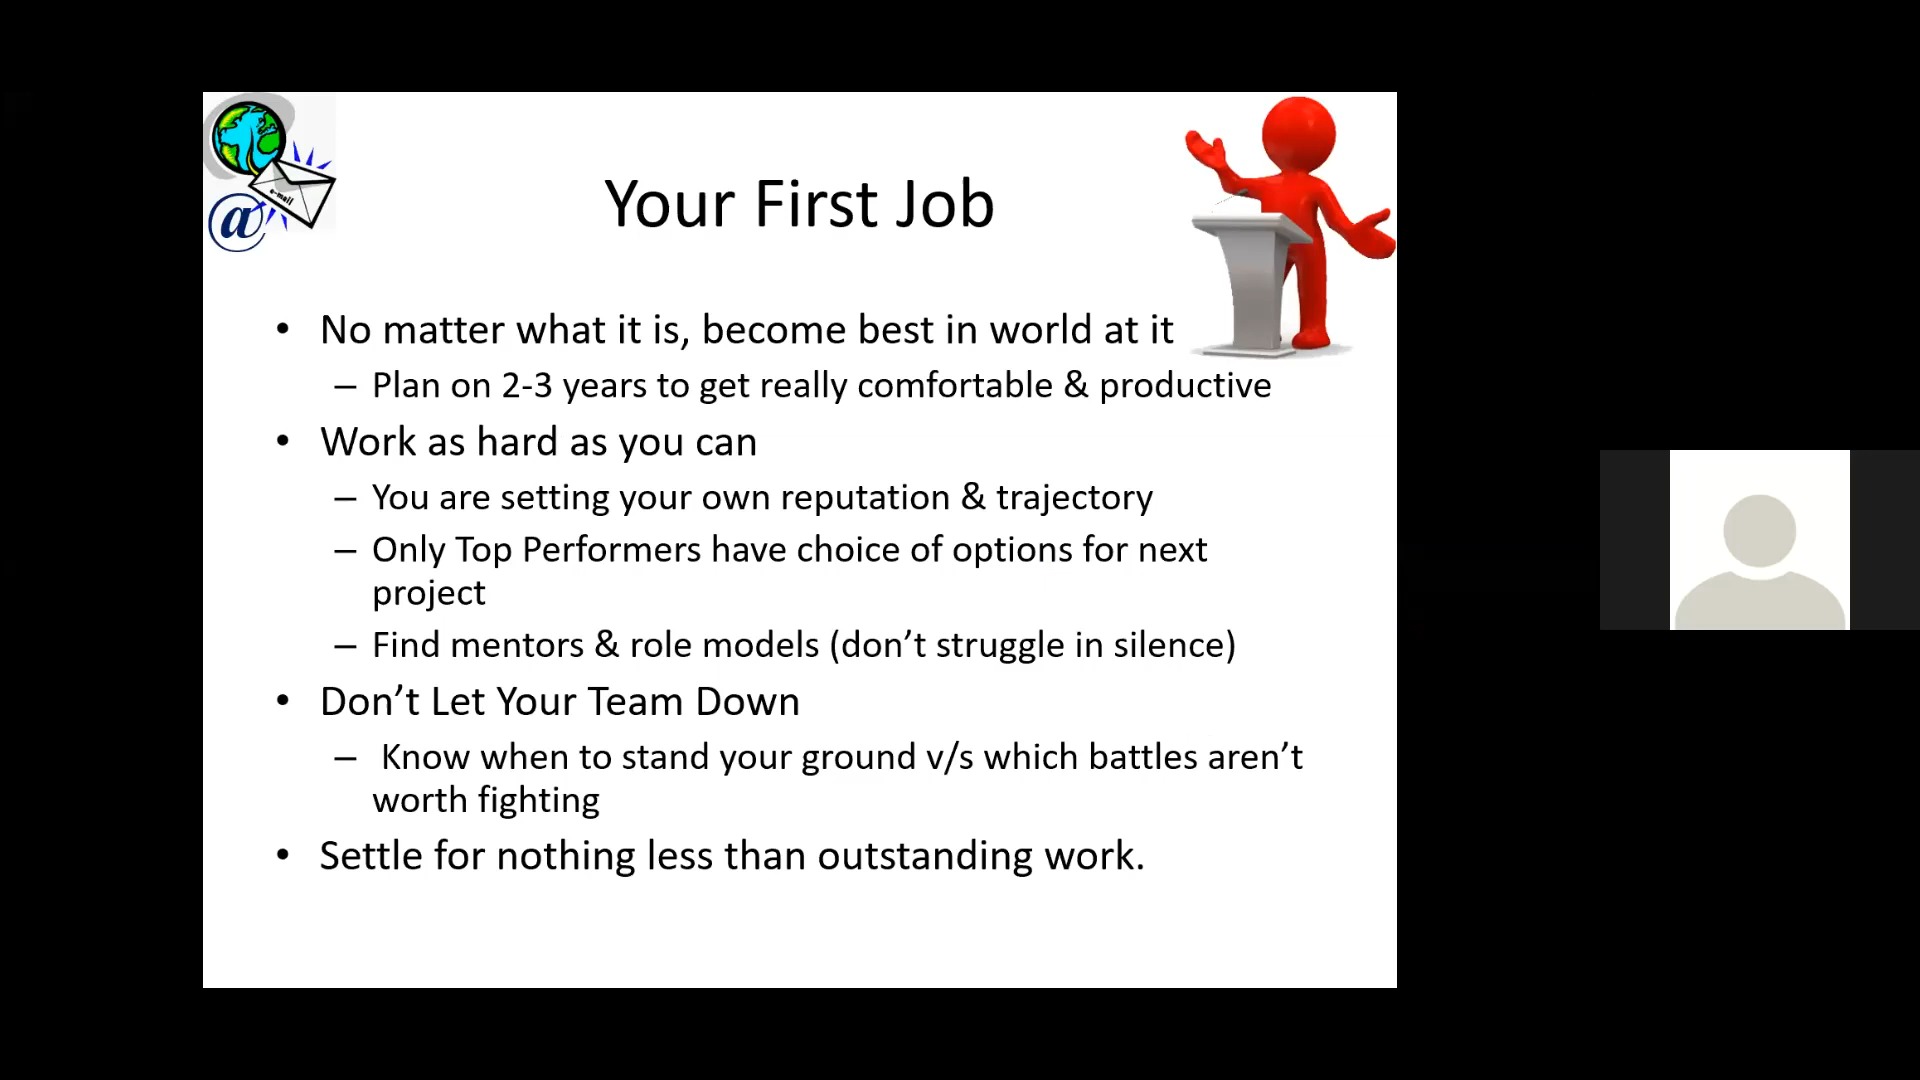 Your First Job
e-mail
@
• No matter what it is, become best in world at it
– Plan on 2-3 years to get really comfortable & productive
• Work as hard as you can
– You are setting your own reputation & trajectory
– Only Top Performers have choice of options for next
project
– Find mentors & role models (don’t struggle in silence)
• Don’t Let Your Team Down
– Know when to stand your ground v/s which battles aren’t
worth fighting
• Settle for nothing less than outstanding work.